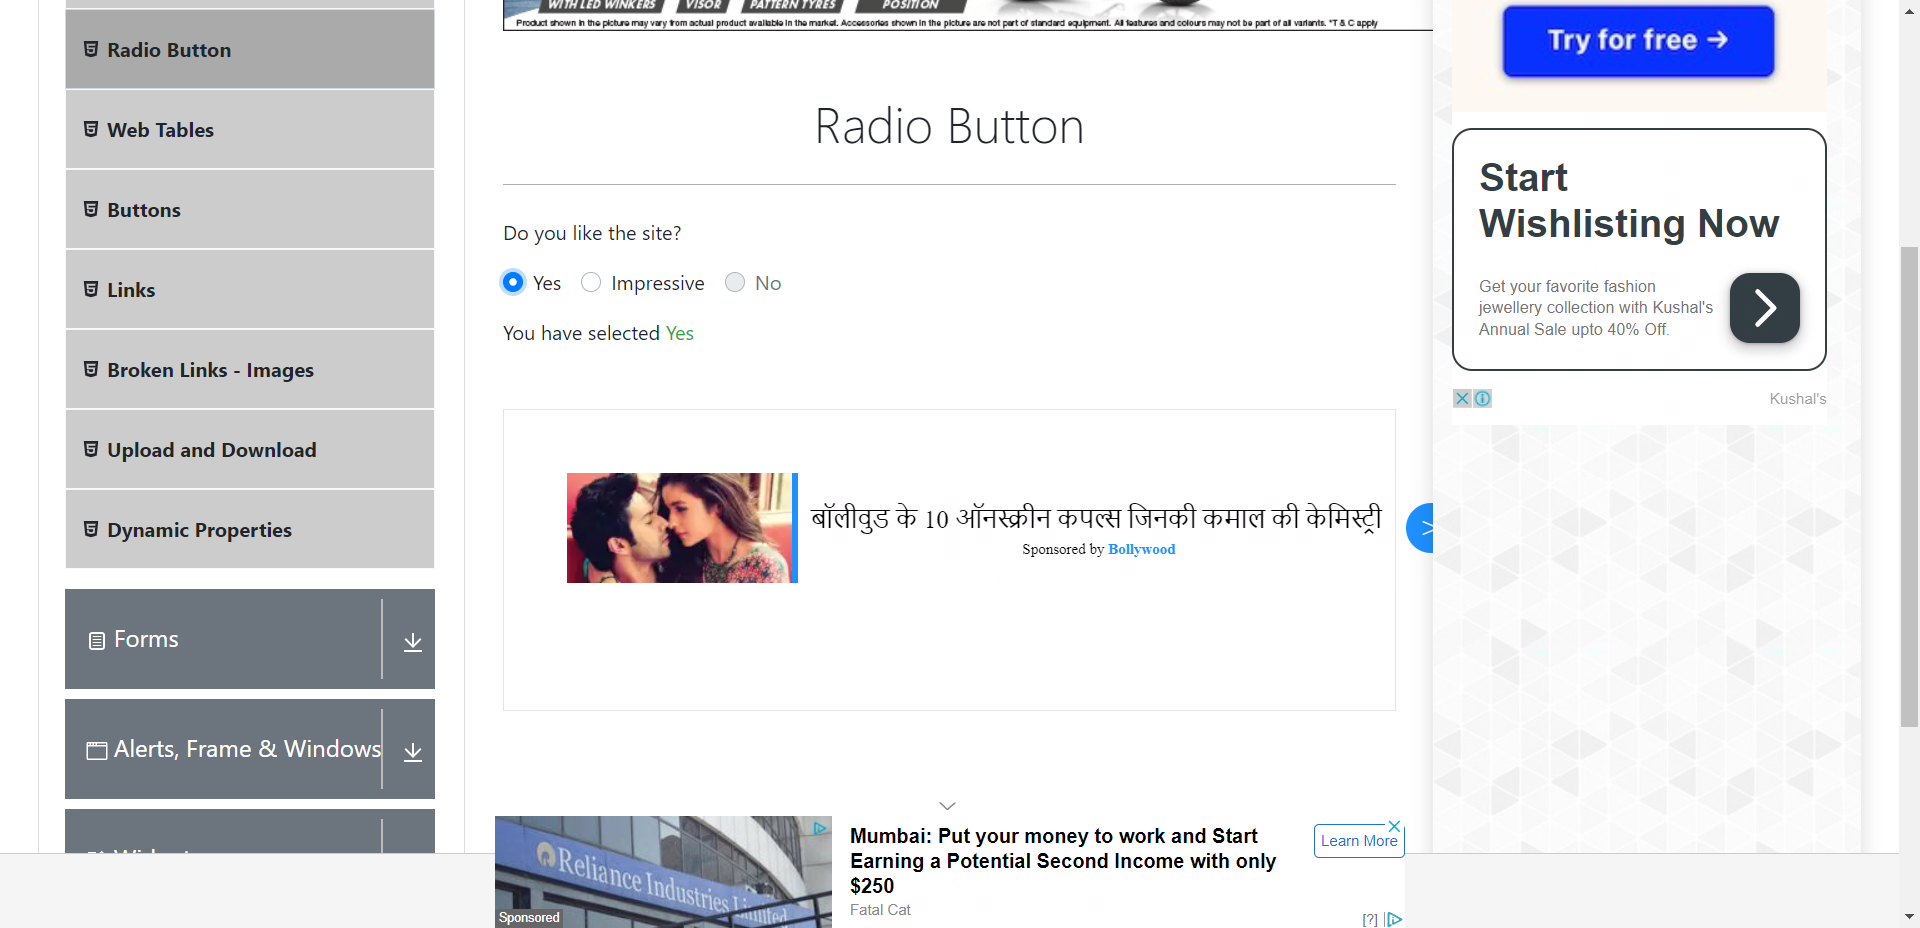 WITH LED WINKERS VISOR PATTERN TYRES POSITION
Product shown in the picture may vary from actual product available in the market. Accessories shown in the picture are not part of standard equipment. All features and colours may not be part of all variants. *T & C apply
Radio Button
Web Tables
Buttons
Links
Broken Links - Images
Upload and Download
Dynamic Properties
Forms
Alerts, Frame & Windows
Radio Button
Do you like the site?
Yes Impressive No
You have selected Yes
बॉलीवुड के 10 ऑनस्क्रीन कपल्स जिनकी कमाल की केमिस्ट्री
Sponsored by Bollywood
Try for free →
Start
Wishlisting Now
Get your favorite fashion
jewellery collection with Kushal's
Annual Sale upto 40% Off.
Kushal's
Reliance Industries Limited
Sponsored
Mumbai: Put your money to work and Start
Earning a Potential Second Income with only
$250
Fatal Cat
Learn More
[?]